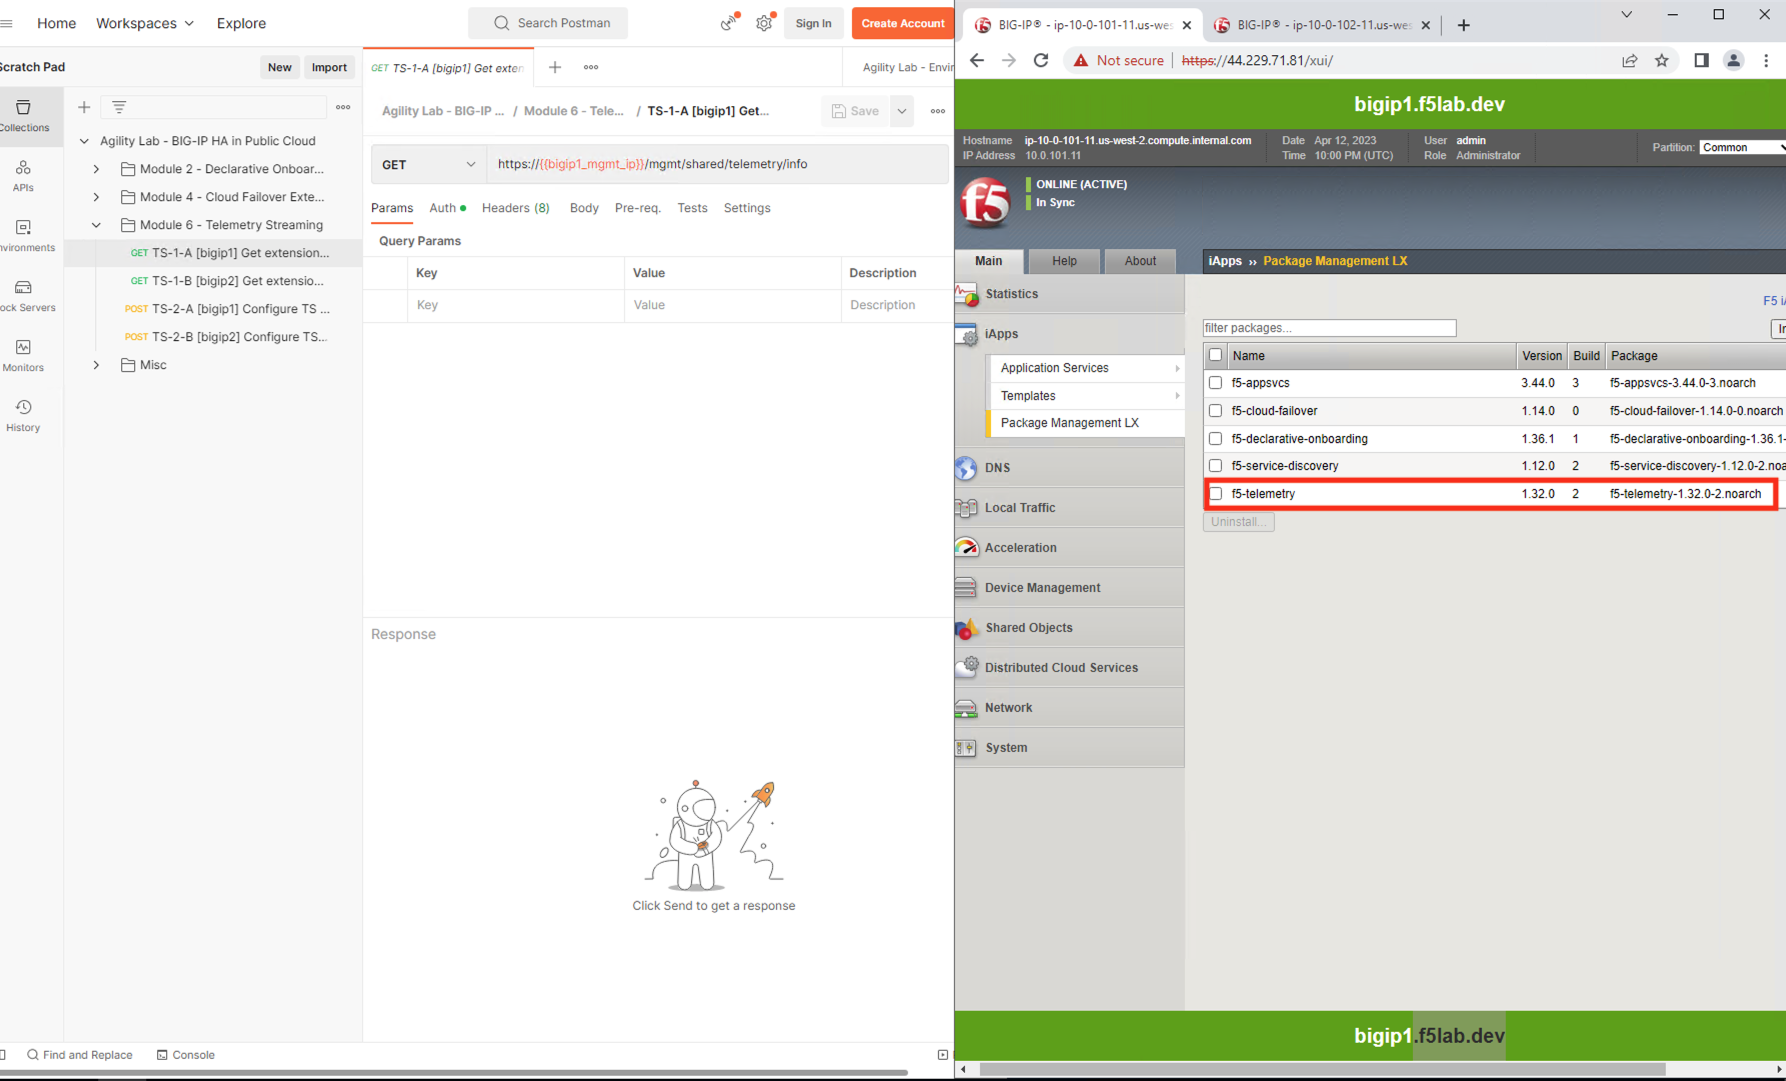 Home
Workspaces
Explore
Search Postman
Sign In
Create Account
Scratch Pad
New
Import
GET TS-1-A [bigip1] Get exten
Agility Lab - Envir
Collections
APIs
Environments
Mock Servers
Monitors
History
Agility Lab - BIG-IP HA in Public Cloud
Module 2 - Declarative Onboar...
Module 4 - Cloud Failover Exte...
Module 6 - Telemetry Streaming
GET TS-1-A [bigip1] Get extension...
GET TS-1-B [bigip2] Get extensio...
POST TS-2-A [bigip1] Configure TS ...
POST TS-2-B [bigip2] Configure TS...
Misc
Agility Lab - BIG-IP ... / Module 6 - Tele... / TS-1-A [bigip1] Get...
Save
GET
https://{{bigip1_mgmt_ip}}/mgmt/shared/telemetry/info
Params
Auth
Headers (8)
Body
Pre-req.
Tests
Settings
Query Params
Key
Value
Description
Key
Value
Description
Response
Click Send to get a response
Find and Replace
Console
BIG-IP® - ip-10-0-101-11.us-wes
BIG-IP® - ip-10-0-102-11.us-wes
Not secure
https://44.229.71.81/xui/
bigip1.f5lab.dev
Hostname ip-10-0-101-11.us-west-2.compute.internal.com
IP Address 10.0.101.11
Date Apr 12, 2023
Time 10:00 PM (UTC)
User admin
Role Administrator
Partition: Common
f5
ONLINE (ACTIVE)
In Sync
Main
Help
About
iApps ›› Package Management LX
Statistics
iApps
Application Services
Templates
Package Management LX
DNS
Local Traffic
Acceleration
Device Management
Shared Objects
Distributed Cloud Services
Network
System
F5 iA
filter packages...
In
Name Version Build Package
f5-appsvcs 3.44.0 3 f5-appsvcs-3.44.0-3.noarch
f5-cloud-failover 1.14.0 0 f5-cloud-failover-1.14.0-0.noarch
f5-declarative-onboarding 1.36.1 1 f5-declarative-onboarding-1.36.1-
f5-service-discovery 1.12.0 2 f5-service-discovery-1.12.0-2.noa
f5-telemetry 1.32.0 2 f5-telemetry-1.32.0-2.noarch
Uninstall...
bigip1.f5lab.dev